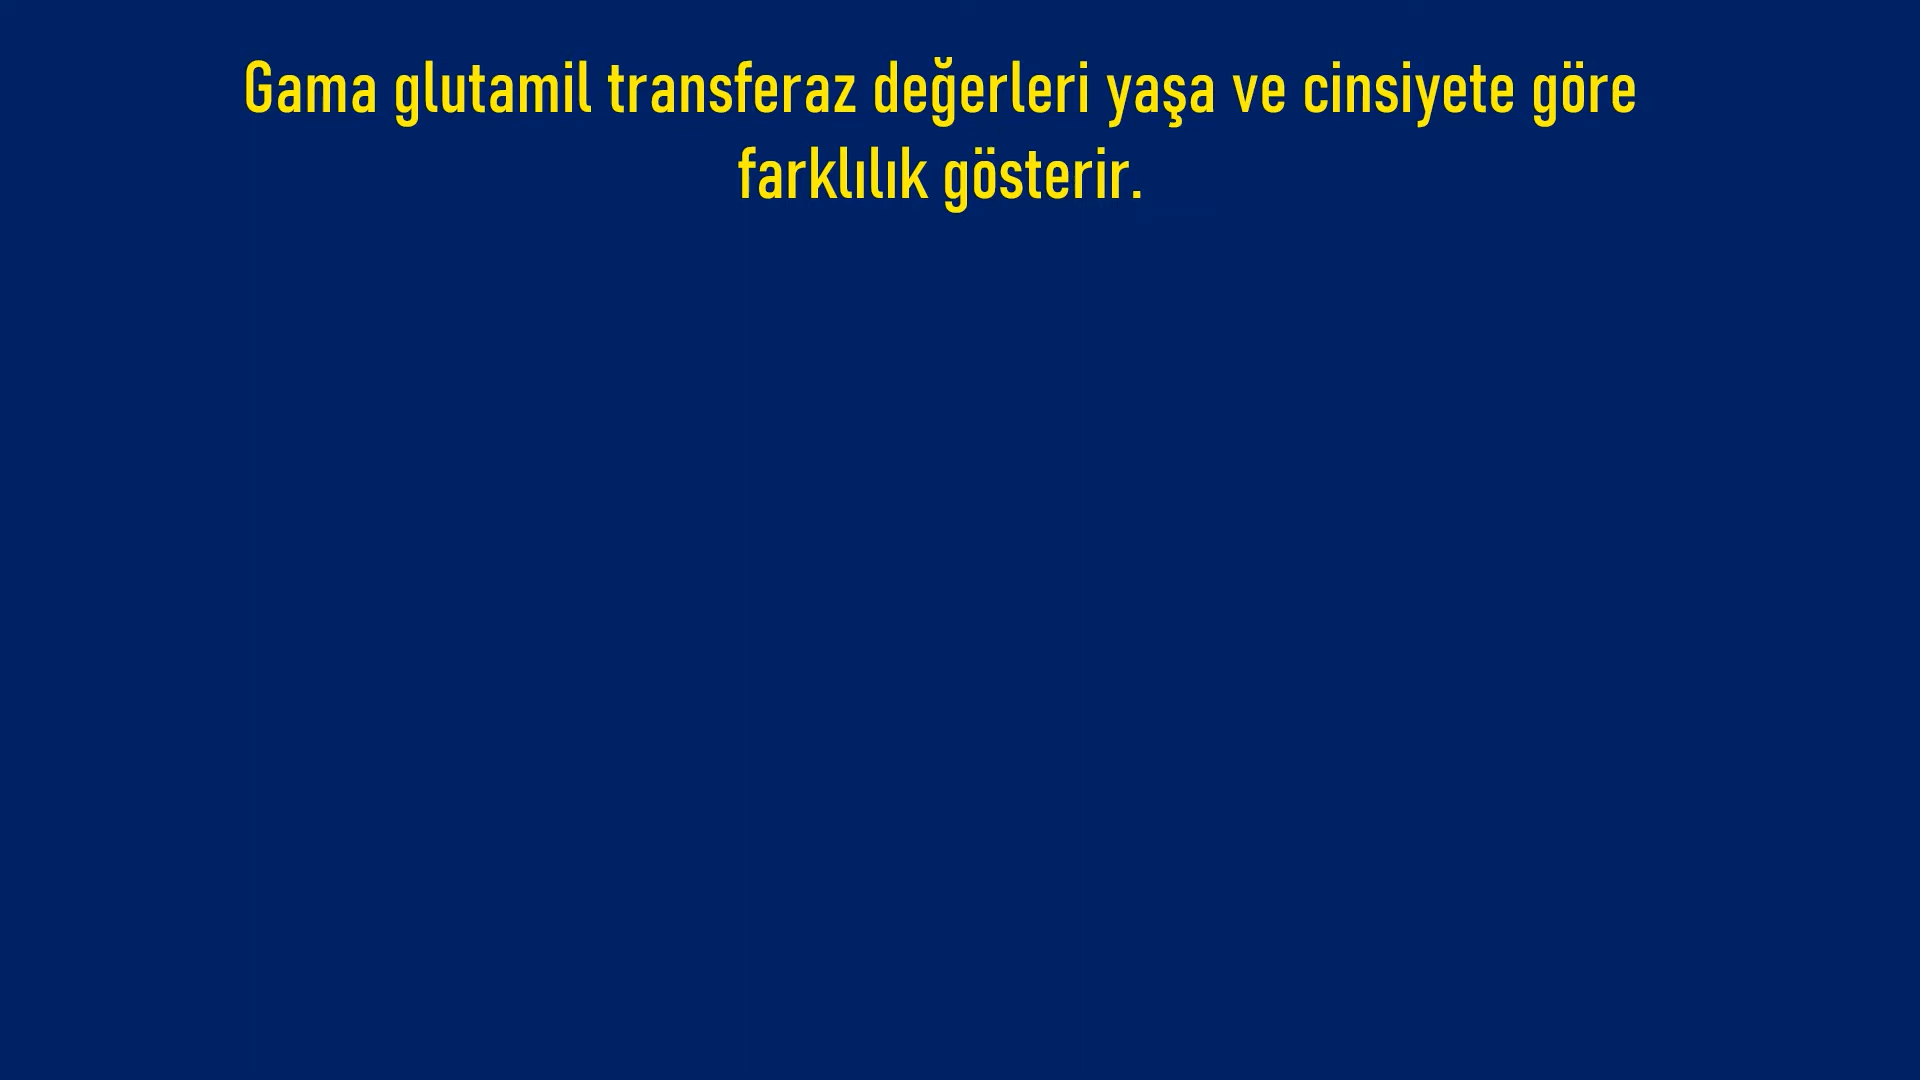 Gama glutamil transferaz değerleri yaşa ve cinsiyete göre
farklılık gösterir.